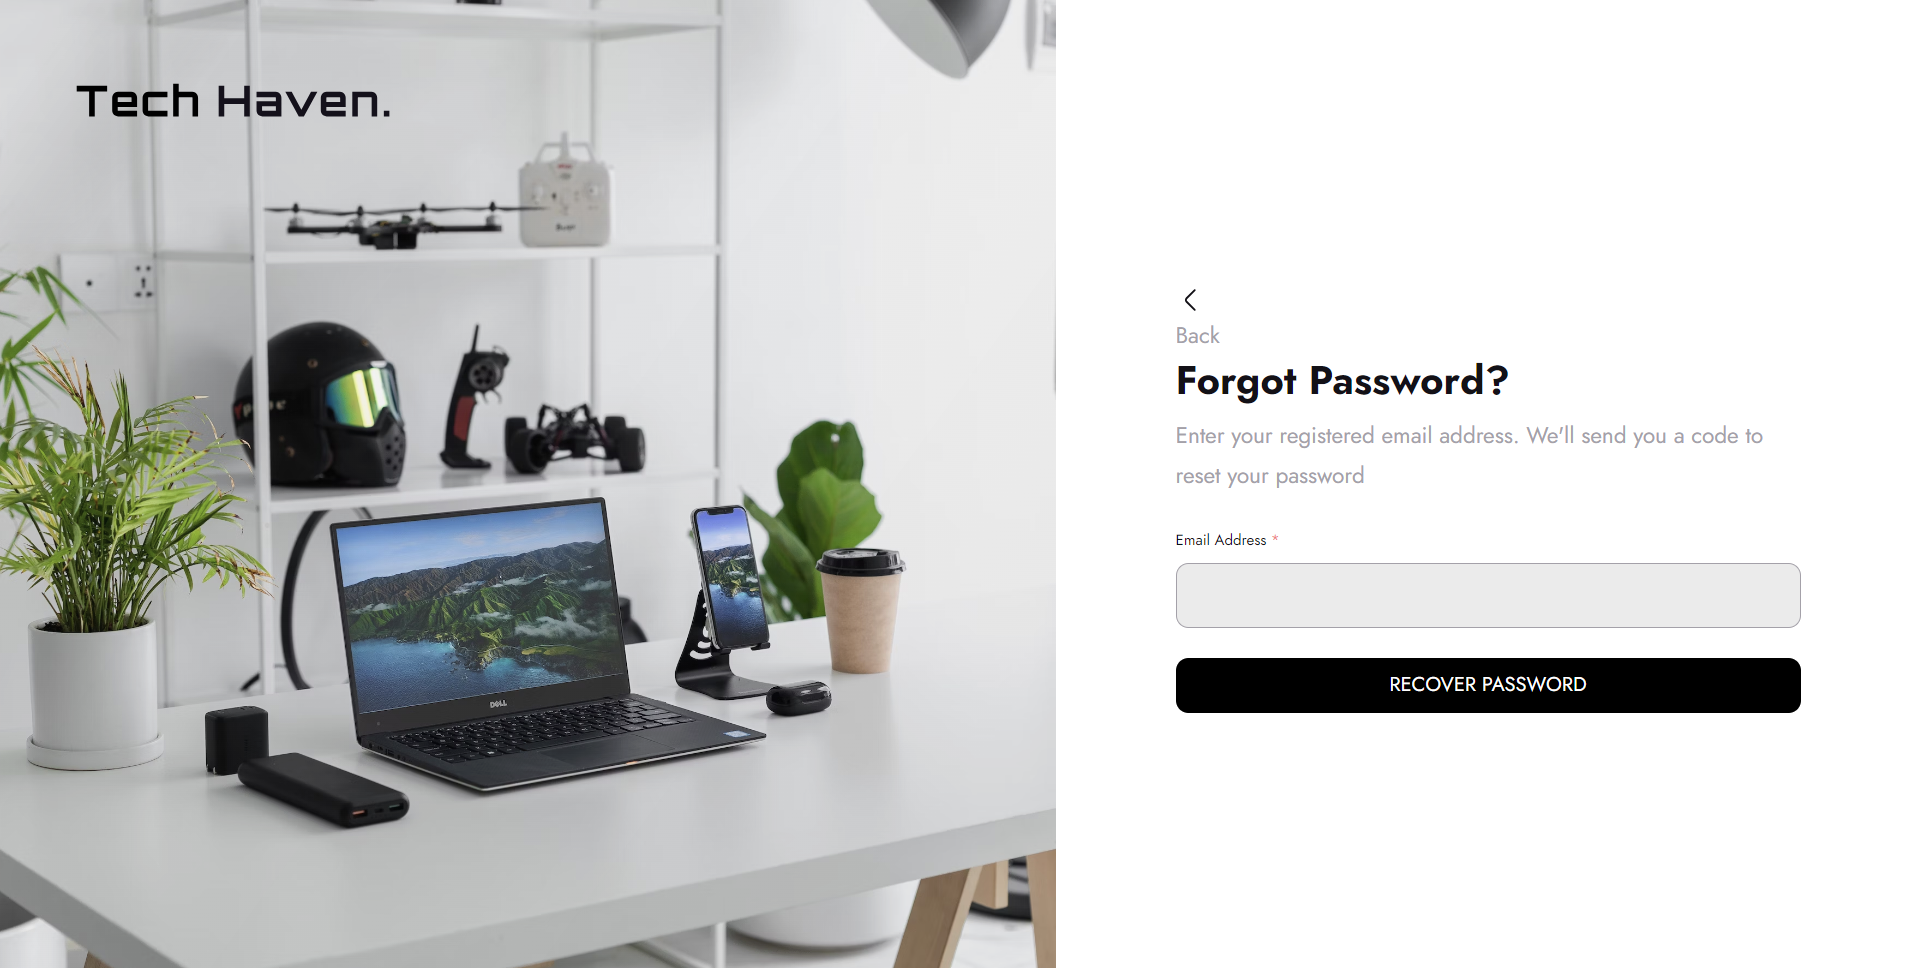 Tech Haven.
Back
Forgot Password?
Enter your registered email address. We'll send you a code to
reset your password
Email Address *
RECOVER PASSWORD
DELL